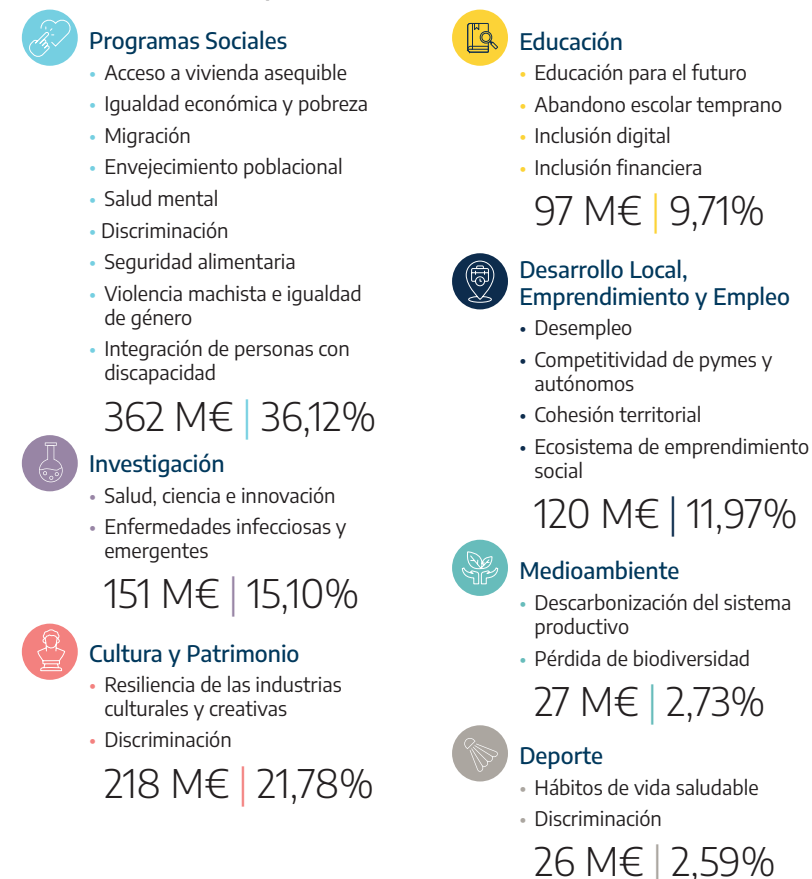 Programas Sociales
• Acceso a vivienda asequible
• Igualdad económica y pobreza
• Migración
• Envejecimiento poblacional
• Salud mental
• Discriminación
• Seguridad alimentaria
• Violencia machista e igualdad
de género
• Integración de personas con
discapacidad
362 M€ | 36,12%
Investigación
• Salud, ciencia e innovación
• Enfermedades infecciosas y
emergentes
151 M€ | 15,10%
Cultura y Patrimonio
• Resiliencia de las industrias
culturales y creativas
• Discriminación
218 M€ | 21,78%
Educación
• Educación para el futuro
• Abandono escolar temprano
• Inclusión digital
• Inclusión financiera
97 M€ | 9,71%
Desarrollo Local,
Emprendimiento y Empleo
• Desempleo
• Competitividad de pymes y
autónomos
• Cohesión territorial
• Ecosistema de emprendimiento
social
120 M€ | 11,97%
Medioambiente
• Descarbonización del sistema
productivo
• Pérdida de biodiversidad
27 M€ | 2,73%
Deporte
• Hábitos de vida saludable
• Discriminación
26 M€ | 2,59%